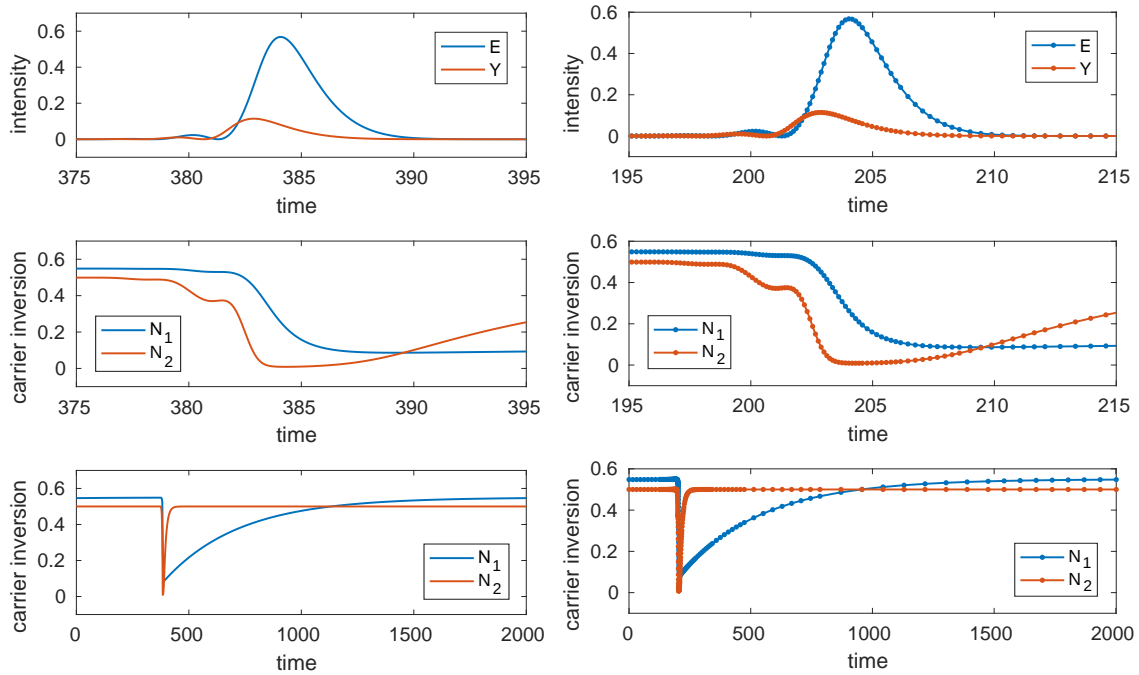 intensity
0.6
0.4
0.2
0
E
Y
375 380 385 390 395
time
intensity
0.6
0.4
0.2
0
E
Y
195 200 205 210 215
time
carrier inversion
0.6
0.4
0.2
0
N1
N2
375 380 385 390 395
time
carrier inversion
0.6
0.4
0.2
0
N1
N2
195 200 205 210 215
time
carrier inversion
0.6
0.4
0.2
0
N1
N2
0 500 1000 1500 2000
time
carrier inversion
0.6
0.4
0.2
0
N1
N2
0 500 1000 1500 2000
time